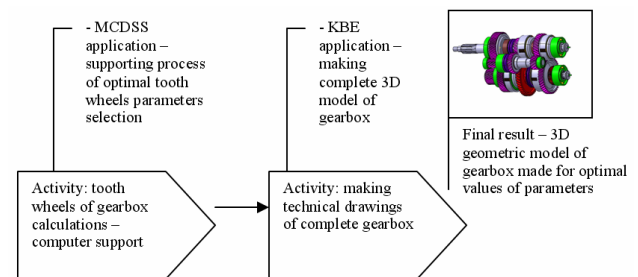 - MCDSS
application –
supporting process
of optimal tooth
wheels parameters
selection
- KBE
application –
making
complete 3D
model of
gearbox
Final result – 3D
geometric model of
gearbox made for optimal
values of parameters
Activity: tooth
wheels of gearbox
calculations –
computer support
Activity: making
technical drawings
of complete gearbox